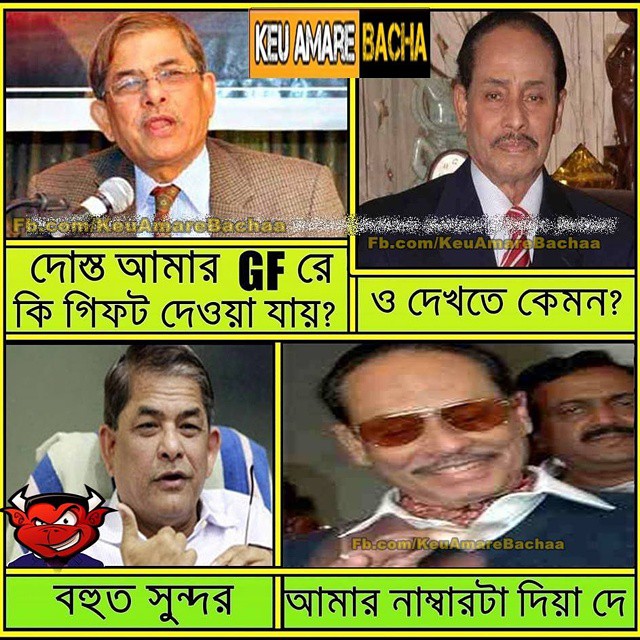 KEU AMARE BACHA
Fb.com/KeuAmareBachaa
Fb.com/KeuAmareBachaa
দোস্ত আমার GF রে
কি গিফট দেওয়া যায়?
ও দেখতে কেমন?
Fb.com/KeuAmareBachaa
বহুত সুন্দর
আমার নাম্বারটা দিয়া দে